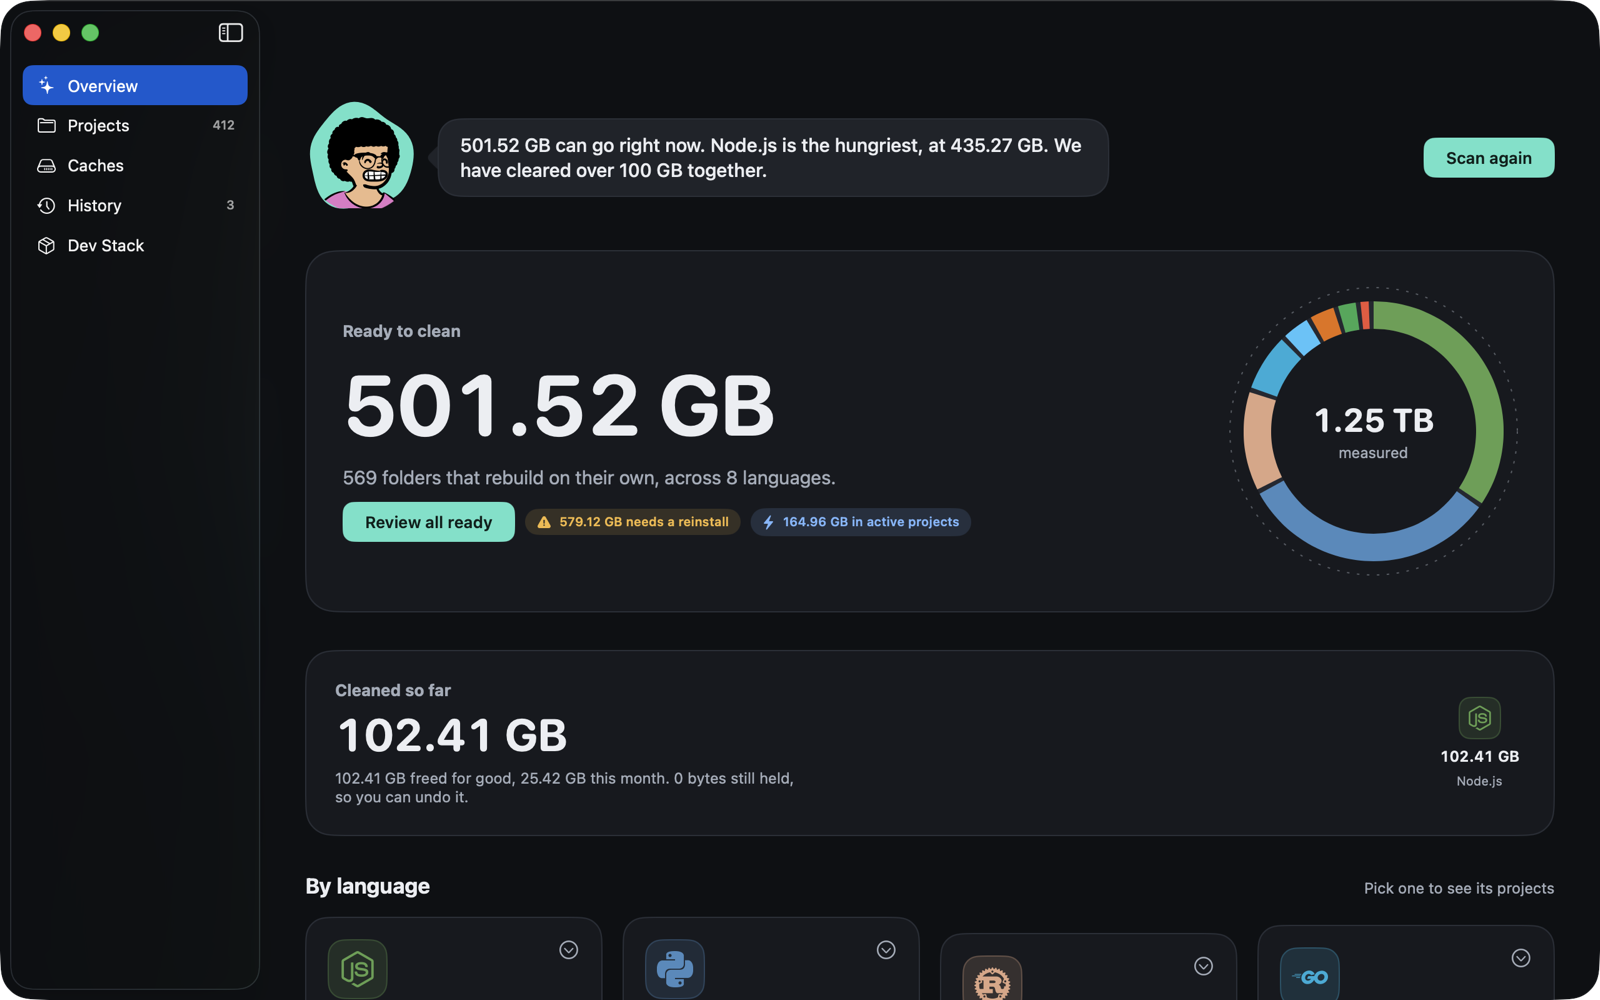 Overview
Projects 412
Caches
History 3
Dev Stack
501.52 GB can go right now. Node.js is the hungriest, at 435.27 GB. We
have cleared over 100 GB together.
Scan again
Ready to clean
501.52 GB
569 folders that rebuild on their own, across 8 languages.
Review all ready
579.12 GB needs a reinstall
164.96 GB in active projects
1.25 TB
measured
Cleaned so far
102.41 GB
102.41 GB freed for good, 25.42 GB this month. 0 bytes still held,
so you can undo it.
JS
102.41 GB
Node.js
By language
Pick one to see its projects
JS
R
GO